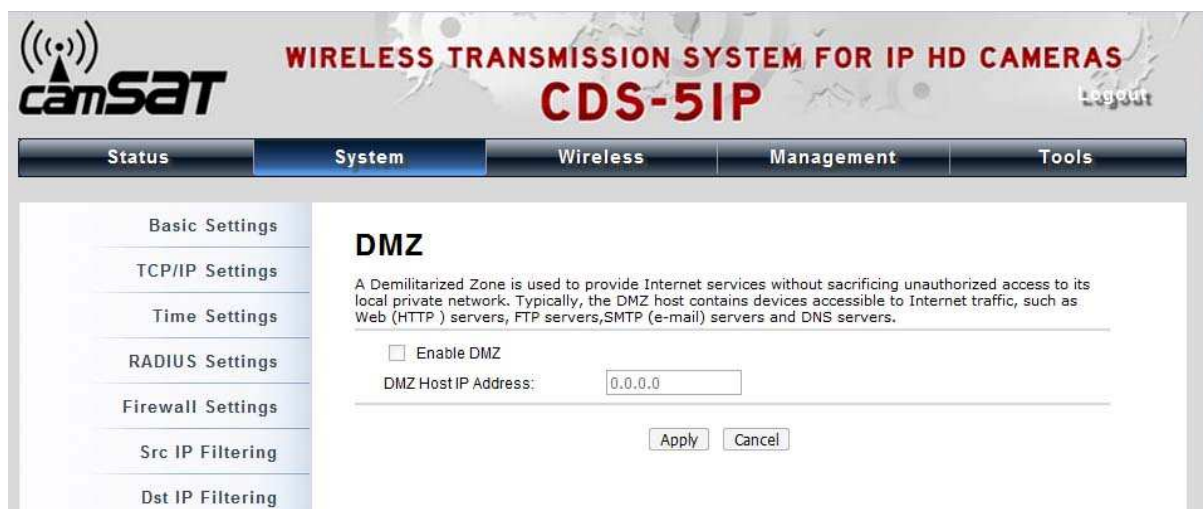 camsat
WIRELESS TRANSMISSION SYSTEM FOR IP HD CAMERAS
CDS-5IP
Logout
Status System Wireless Management Tools
Basic Settings
TCP/IP Settings
Time Settings
RADIUS Settings
Firewall Settings
Src IP Filtering
Dst IP Filtering
DMZ
A Demilitarized Zone is used to provide Internet services without sacrificing unauthorized access to its
local private network. Typically, the DMZ host contains devices accessible to Internet traffic, such as
Web (HTTP ) servers, FTP servers,SMTP (e-mail) servers and DNS servers.
Enable DMZ
DMZ Host IP Address: 0.0.0.0
Apply Cancel